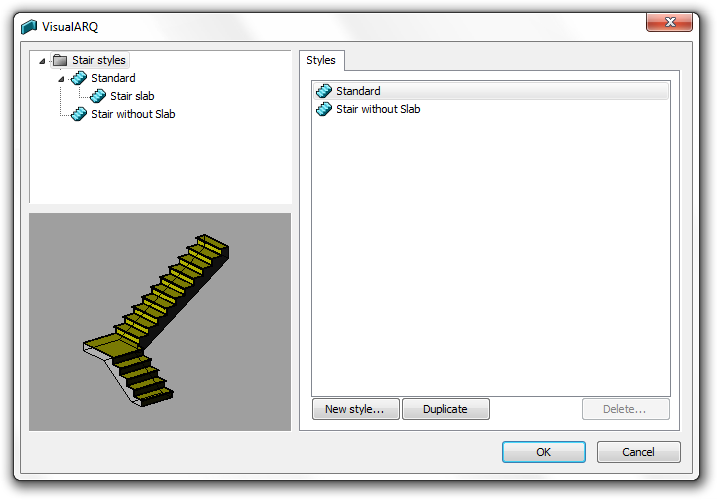 VisualARQ
Stair styles
Standard
Stair slab
Stair without Slab
Styles
Standard
Stair without Slab
New style...
Duplicate
Delete...
OK
Cancel